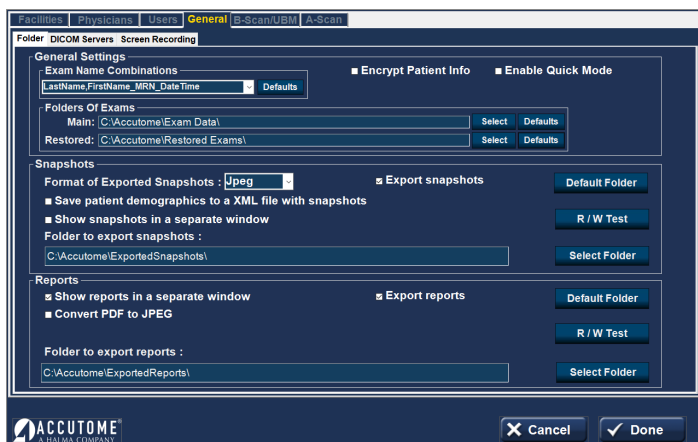 Facilities Physicians Users General B-Scan/UBM A-Scan
Folder DICOM Servers Screen Recording
General Settings
Exam Name Combinations
Encrypt Patient Info Enable Quick Mode
LastName,FirstName_MRN_DateTime Defaults
Folders Of Exams
Main: C:\Accutome\Exam Data\ Select Defaults
Restored: C:\Accutome\Restored Exams\ Select Defaults
Snapshots
Format of Exported Snapshots : Jpeg Export snapshots Default Folder
Save patient demographics to a XML file with snapshots
Show snapshots in a separate window R / W Test
Folder to export snapshots :
C:\Accutome\ExportedSnapshots\ Select Folder
Reports
Show reports in a separate window Export reports Default Folder
Convert PDF to JPEG
R / W Test
Folder to export reports :
C:\Accutome\ExportedReports\ Select Folder
ACCUTOME®
A HALMA COMPANY
Cancel Done